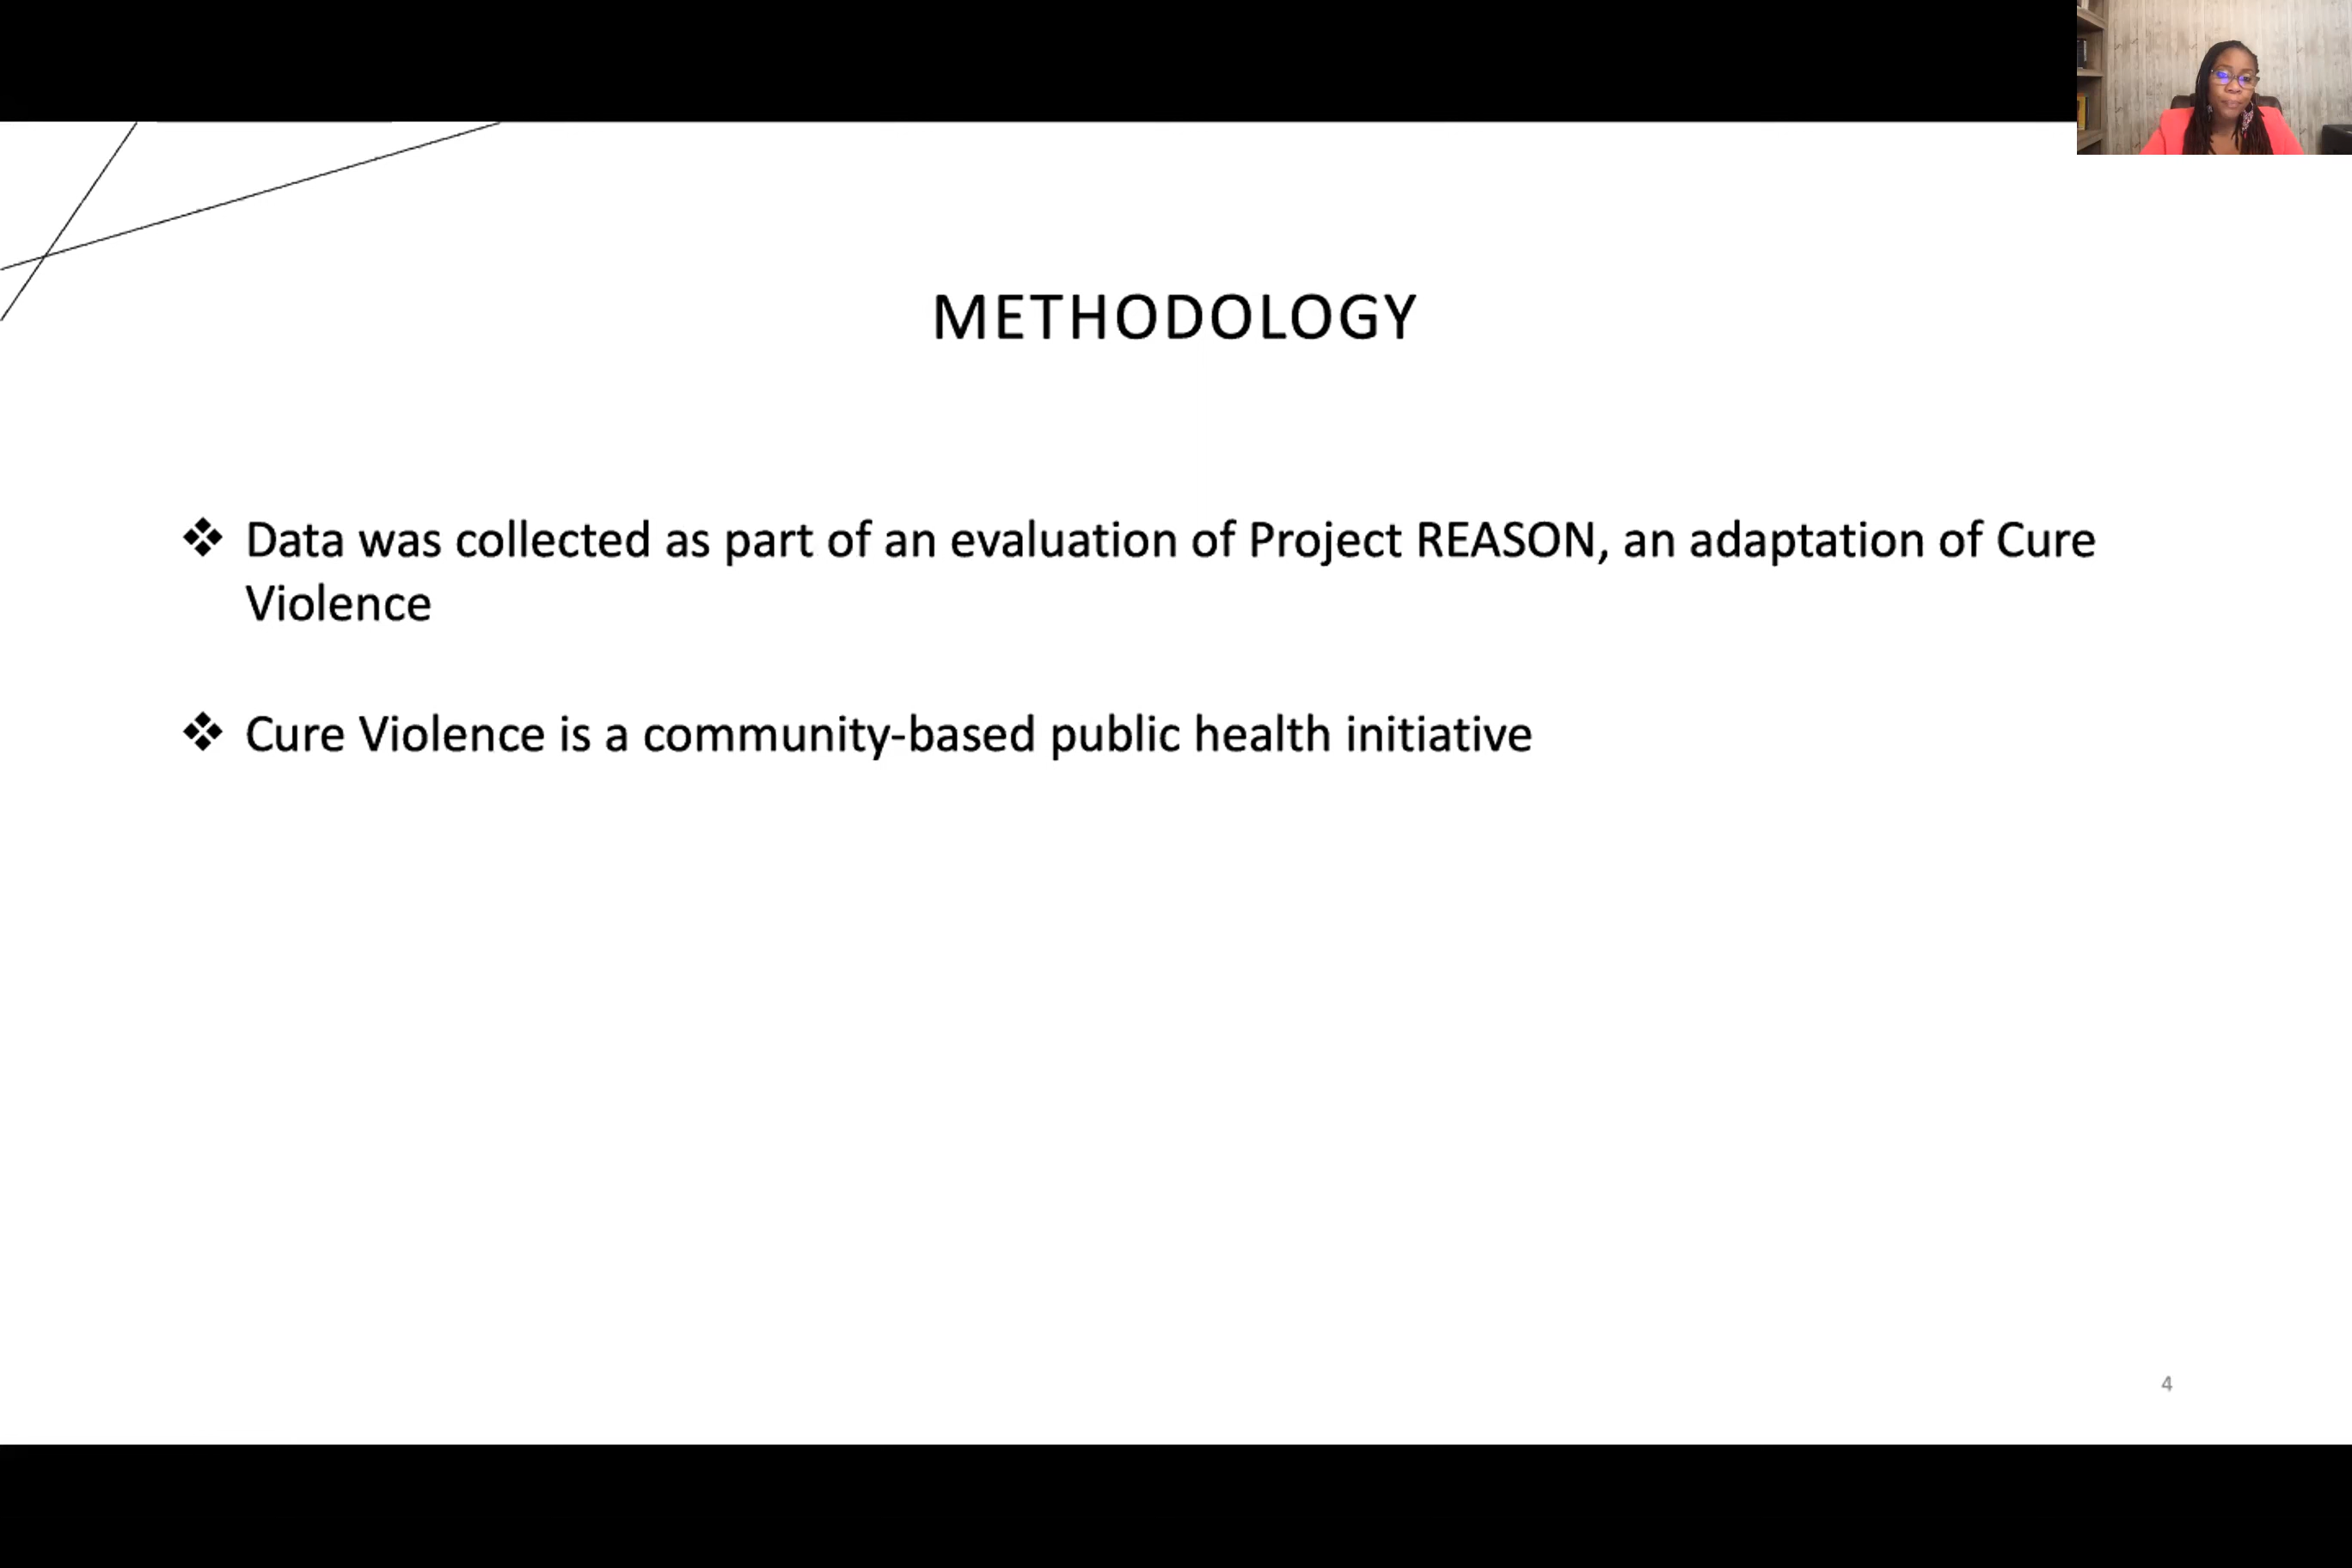 METHODOLOGY
❖ Data was collected as part of an evaluation of Project REASON, an adaptation of Cure
Violence
❖ Cure Violence is a community-based public health initiative
4